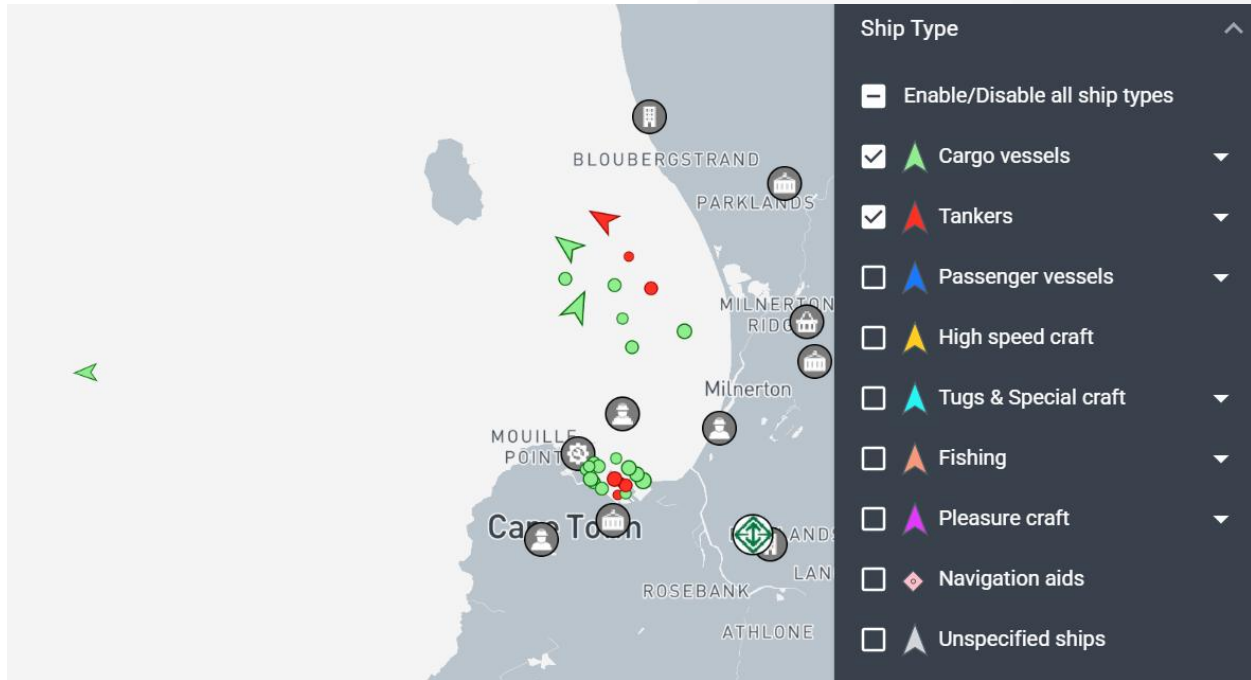 BLOUBERGSTRAND
PARKLANDS
MILNERTON
RIDG
Milnerton
MOUILLE
POINT
Cape Town
ROSEBANK
ATHLONE
Ship Type
Enable/Disable all ship types
Cargo vessels
Tankers
Passenger vessels
High speed craft
Tugs & Special craft
Fishing
Pleasure craft
Navigation aids
Unspecified ships